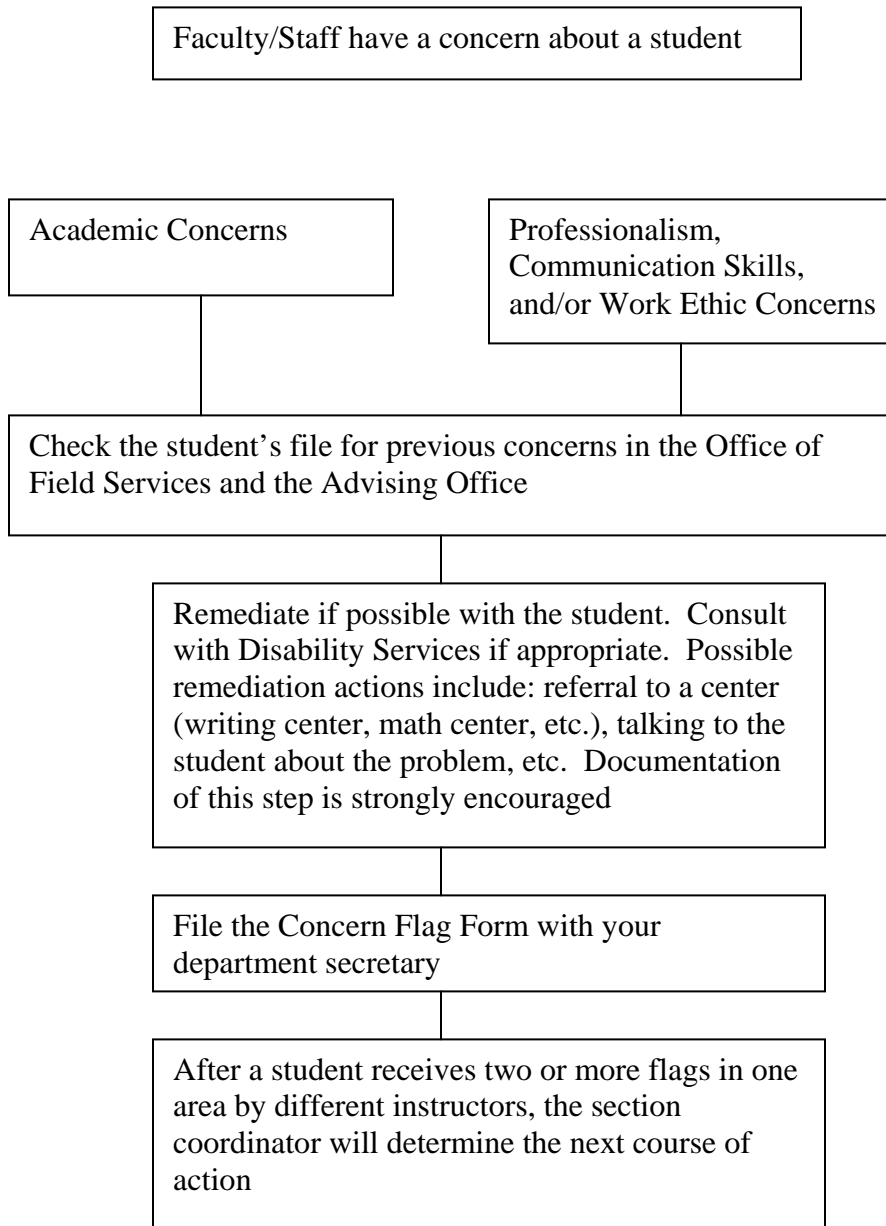 Faculty/Staff have a concern about a student
Academic Concerns
Professionalism,
Communication Skills,
and/or Work Ethic Concerns
Check the student’s file for previous concerns in the Office of
Field Services and the Advising Office
Remediate if possible with the student.  Consult
with Disability Services if appropriate.  Possible
remediation actions include: referral to a center
(writing center, math center, etc.), talking to the
student about the problem, etc.  Documentation
of this step is strongly encouraged
File the Concern Flag Form with your
department secretary
After a student receives two or more flags in one
area by different instructors, the section
coordinator will determine the next course of
action